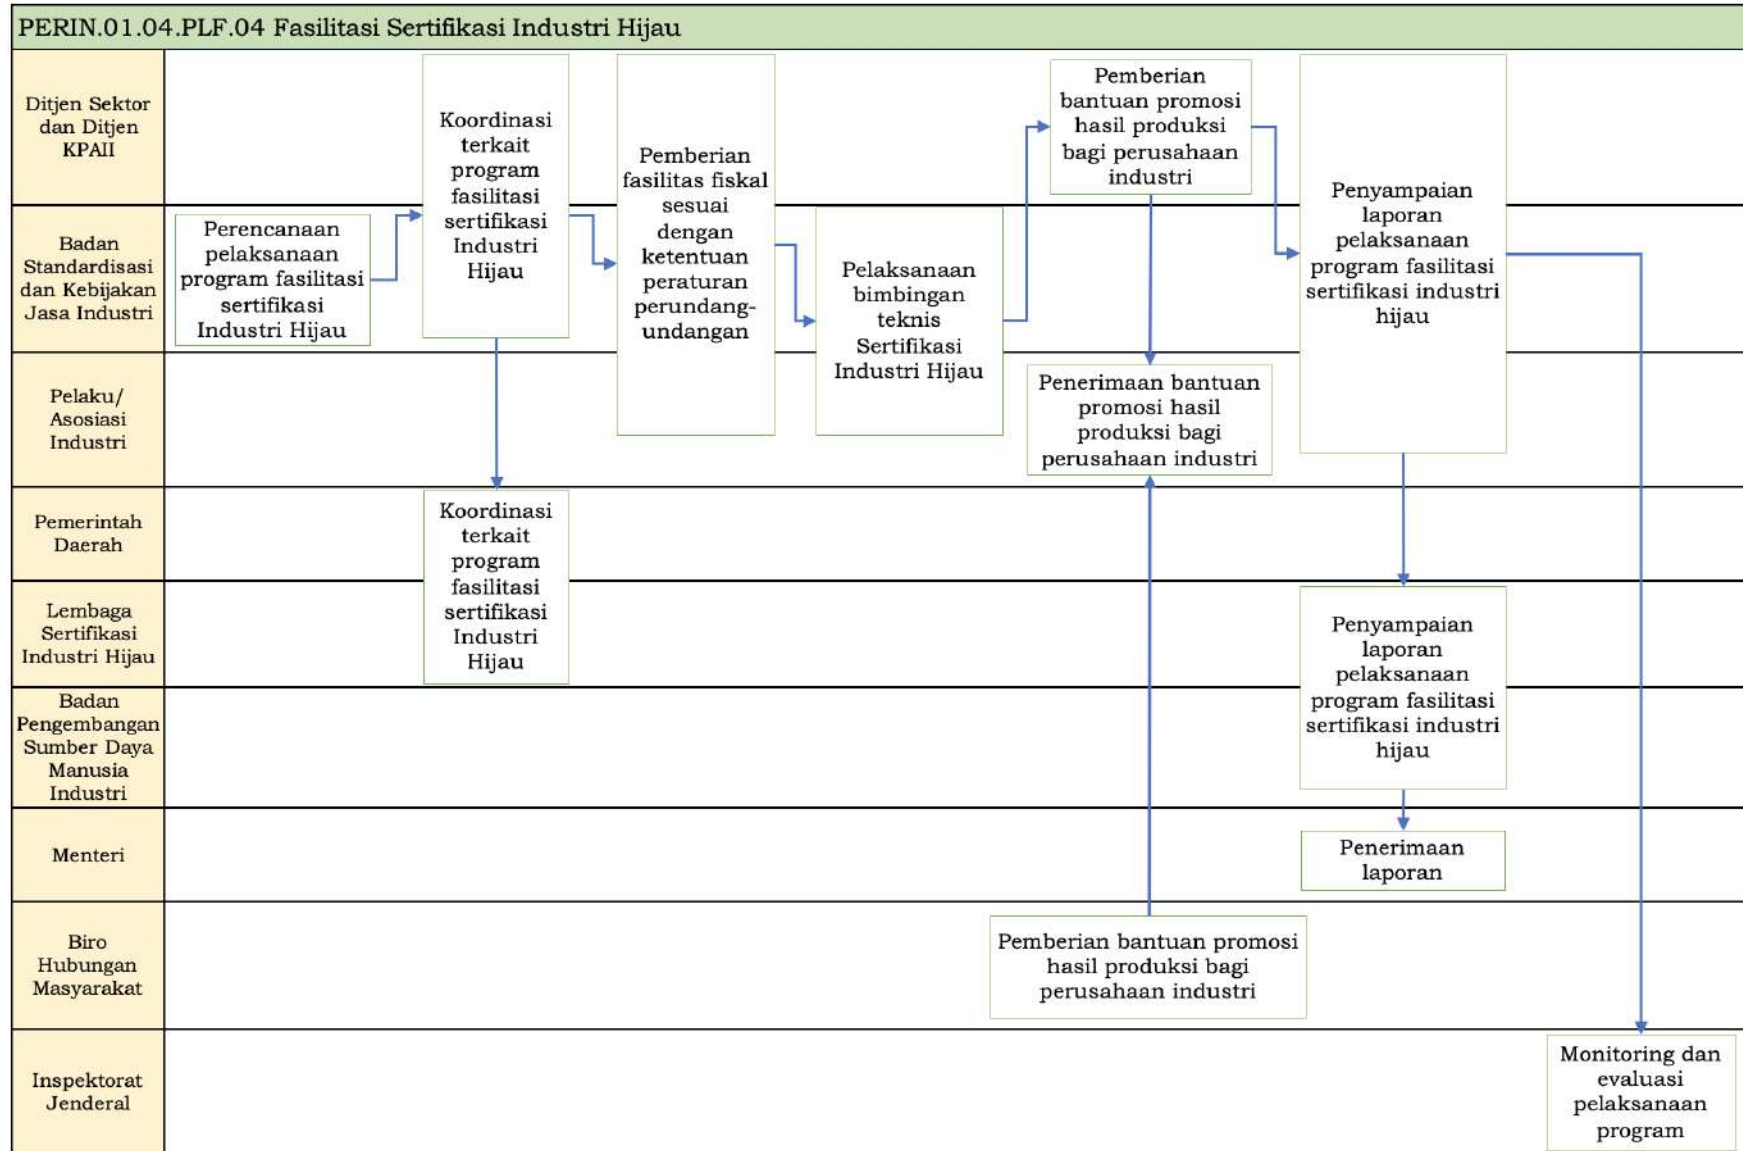 PERIN.01.04.PLF.04 Fasilitasi Sertifikasi Industri Hijau
Ditjen Sektor
dan Ditjen
KPAII
Koordinasi
terkait
program
fasilitasi
sertifikasi
Industri
Hijau
Pemberian
fasilitas fiskal
sesuai
dengan
ketentuan
peraturan
perundang-
undangan
Pemberian
bantuan promosi
hasil produksi
bagi perusahaan
industri
Penyampaian
laporan
pelaksanaan
program fasilitasi
sertifikasi industri
hijau
Badan
Standardisasi
dan Kebijakan
Jasa Industri
Perencanaan
pelaksanaan
program fasilitasi
sertifikasi
Industri Hijau
Pelaksanaan
bimbingan
teknis
Sertifikasi
Industri Hijau
Pelaku/
Asosiasi
Industri
Penerimaan bantuan
promosi hasil
produksi bagi
perusahaan industri
Pemerintah
Daerah
Koordinasi
terkait
program
fasilitasi
sertifikasi
Industri
Hijau
Lembaga
Sertifikasi
Industri Hijau
Penyampaian
laporan
pelaksanaan
program fasilitasi
sertifikasi industri
hijau
Badan
Pengembangan
Sumber Daya
Manusia
Industri
Menteri
Penerimaan
laporan
Biro
Hubungan
Masyarakat
Pemberian bantuan promosi
hasil produksi bagi
perusahaan industri
Inspektorat
Jenderal
Monitoring dan
evaluasi
pelaksanaan
program